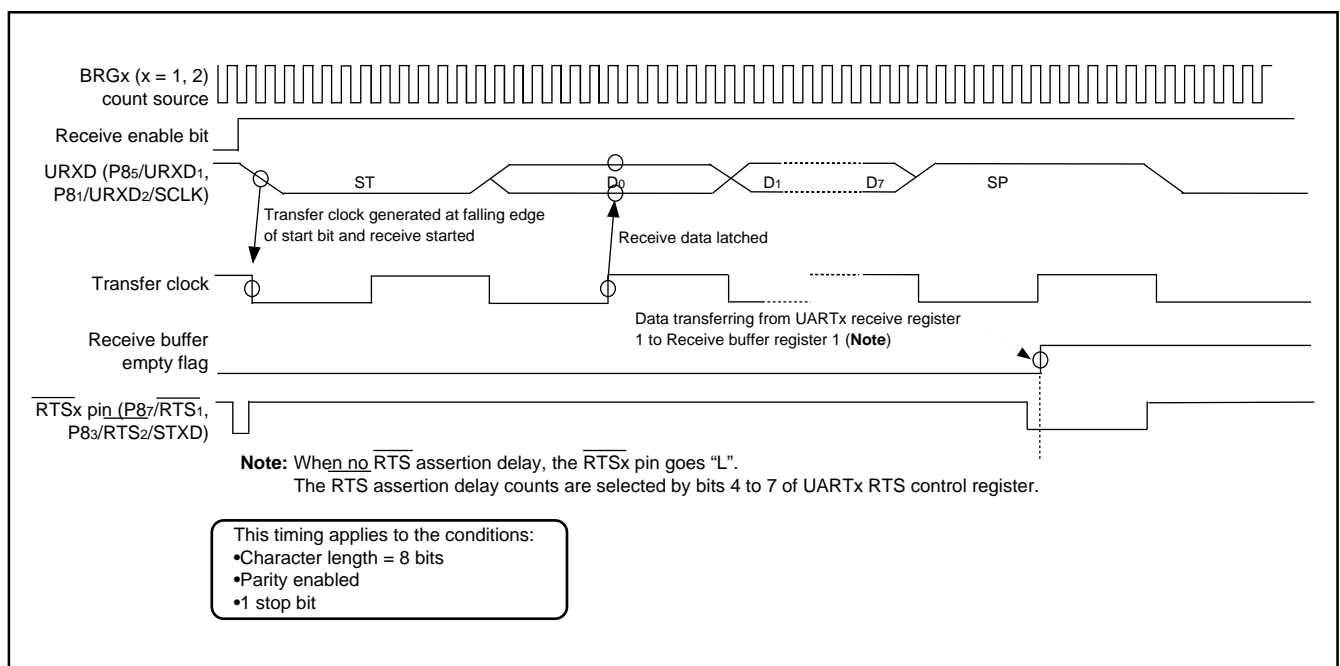 BRGx (x = 1, 2)
count source
Receive enable bit
URXD (P85/URXD1,
P81/URXD2/SCLK)
ST
D0
D1
D7
SP
Transfer clock generated at falling edge
of start bit and receive started
Receive data latched
Transfer clock
Data transferring from UARTx receive register
1 to Receive buffer register 1 (Note)
Receive buffer
empty flag
RTSx pin (P87/RTS1,
P83/RTS2/STXD)
Note: When no RTS assertion delay, the RTSx pin goes “L”.
The RTS assertion delay counts are selected by bits 4 to 7 of UARTx RTS control register.
This timing applies to the conditions:
•Character length = 8 bits
•Parity enabled
•1 stop bit